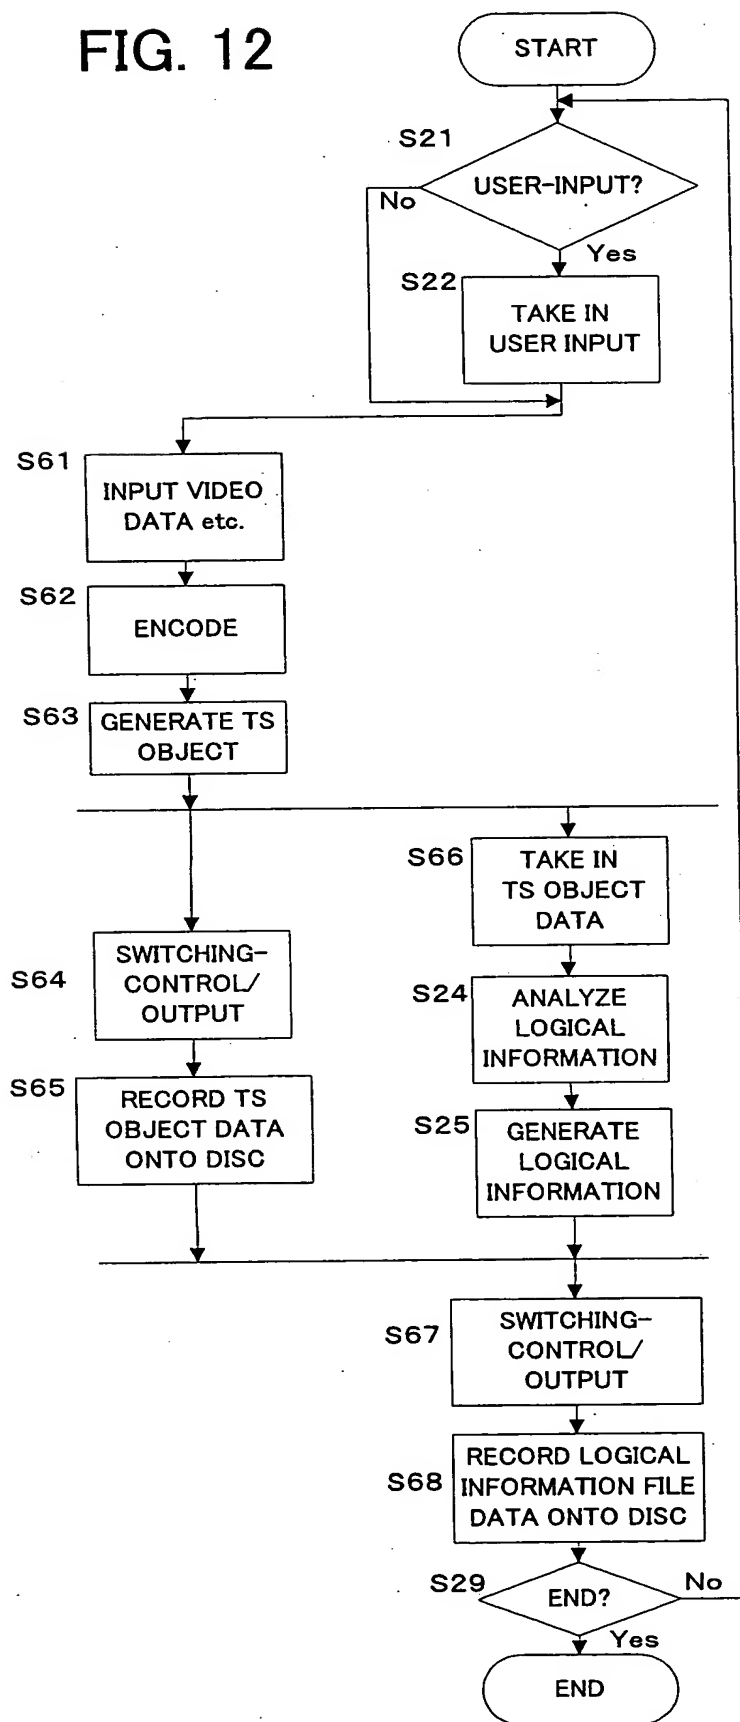 FIG. 12
START
S21
USER-INPUT?
No
Yes
S22
TAKE IN
USER INPUT
S61
INPUT VIDEO
DATA etc.
S62
ENCODE
S63
GENERATE TS
OBJECT
S66
TAKE IN
TS OBJECT
DATA
S64
SWITCHING-
CONTROL/
OUTPUT
S24
ANALYZE
LOGICAL
INFORMATION
S65
RECORD TS
OBJECT DATA
ONTO DISC
S25
GENERATE
LOGICAL
INFORMATION
S67
SWITCHING-
CONTROL/
OUTPUT
S68
RECORD LOGICAL
INFORMATION FILE
DATA ONTO DISC
S29
END?
No
Yes
END